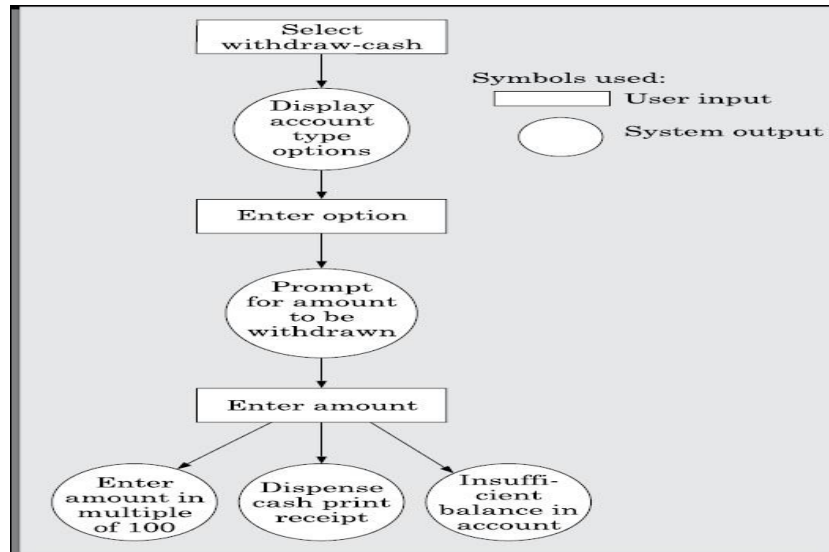 Select
withdraw-cash
Symbols used:
User input
System output
Display
account
type
options
Enter option
Prompt
for amount
to be
withdrawn
Enter amount
Enter
amount in
multiple
of 100
Dispense
cash print
receipt
Insuffi-
cient
balance in
account